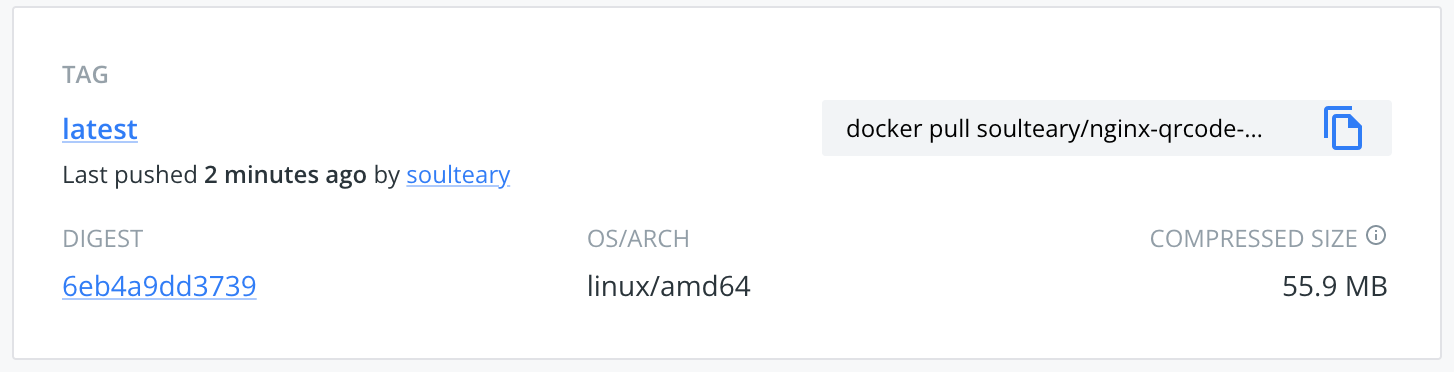 TAG
latest
docker pull soulteary/nginx-qrcode-...
Last pushed 2 minutes ago by soulteary
DIGEST
OS/ARCH
COMPRESSED SIZE
6eb4a9dd3739
linux/amd64
55.9 MB